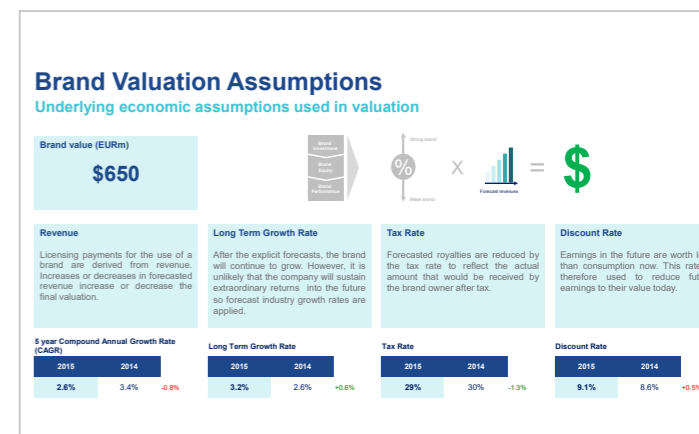 Brand Valuation Assumptions
Underlying economic assumptions used in valuation
Brand value (EURm)
$650
Brand
Investment
Brand
Equity
Brand
Performance
Strong brand
%
Weak brand
X
Forecast revenues
=
$
Revenue
Licensing payments for the use of a
brand are derived from revenue.
Increases or decreases in forecasted
revenue increase or decrease the
final valuation.
Long Term Growth Rate
After the explicit forecasts, the brand
will continue to grow. However, it is
unlikely that the company will sustain
extraordinary returns into the future
so forecast industry growth rates are
applied.
Tax Rate
Forecasted royalties are reduced by
the tax rate to reflect the actual
amount that would be received by
the brand owner after tax.
Discount Rate
Earnings in the future are worth
than consumption now. This rate
therefore used to reduce
earnings to their value today.
5 year Compound Annual Growth Rate
(CAGR)
2015 2014
2.6% 3.4% -0.8%
Long Term Growth Rate
2015 2014
3.2% 2.6% +0.6%
Tax Rate
2015 2014
29% 30% -1.3%
Discount Rate
2015 2014
9.1% 8.6% +0.5%